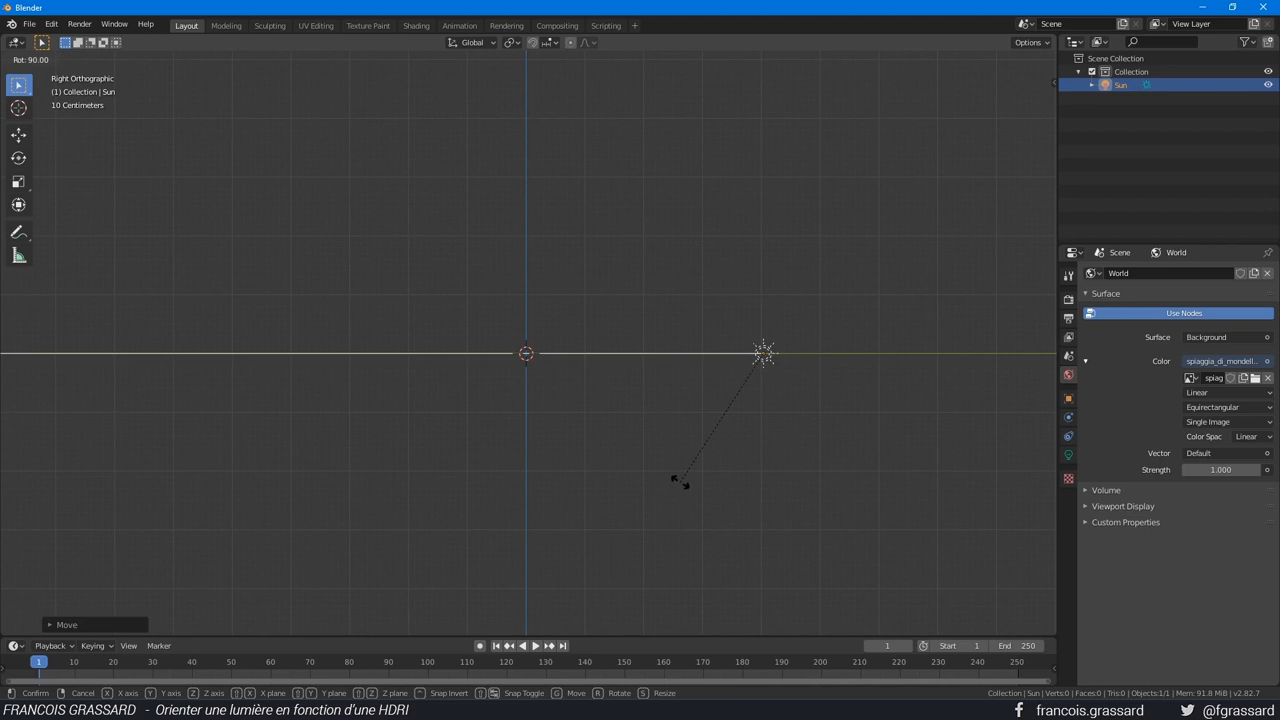 Blender
File Edit Render Window Help Layout Modeling Sculpting UV Editing Texture Paint Shading Animation Rendering Compositing Scripting + Scene View Layer
Global Options
Rot: 90.00
Right Orthographic
(1) Collection | Sun
10 Centimeters
Scene Collection
Collection
Sun
Scene World
World
Surface
Use Nodes
Surface Background
Color spiaggia_di_mondell...
spiag
Linear
Equirectangular
Single Image
Color Spac Linear
Vector Default
Strength 1.000
Volume
Viewport Display
Custom Properties
Move
Playback Keying View Marker 1 Start 1 End 250
1 10 20 30 40 50 60 70 80 90 100 110 120 130 140 150 160 170 180 190 200 210 220 230 240 250
Confirm Cancel X X axis Y Y axis Z Z axis X X plane Y Y plane Z Z plane Snap Invert Snap Toggle G Move R Rotate S Resize Collection | Sun | Verts:0 | Faces:0 | Tris:0 | Objects:1/1 | Mem: 91.8 MiB | v2.82.7
FRANCOIS GRASSARD - Orienter une lumière en fonction d'une HDRI francois.grassard @fgrassard